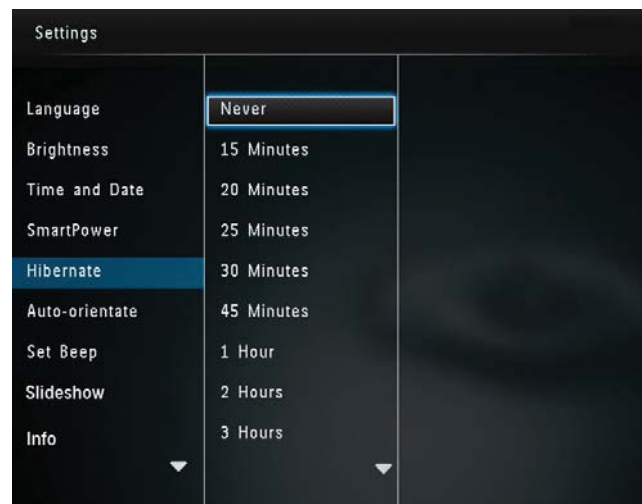 Settings
Language
Brightness
Time and Date
SmartPower
Hibernate
Auto-orientate
Set Beep
Slideshow
Info
Never
15 Minutes
20 Minutes
25 Minutes
30 Minutes
45 Minutes
1 Hour
2 Hours
3 Hours